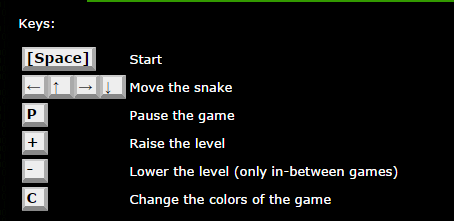 Keys:
[Space] Start
← ↑ → ↓ Move the snake
P Pause the game
+ Raise the level
- Lower the level (only in-between games)
C Change the colors of the game